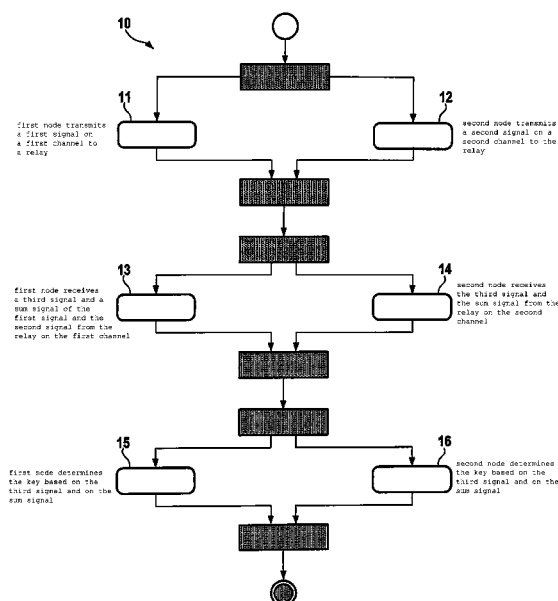 10
11
12
first node transmits
a first signal on
a first channel to
a relay
second node transmits
a second signal on a
second channel to the
relay
13
14
first node receives
a third signal and a
sum signal of the
first signal and the
second signal from the
relay on the first channel
second node receives
the third signal and
the sum signal from the
relay on the second
channel
15
16
first node determines
the key based on the
third signal and on the
sum signal
second node determines
the key based on the
third signal and on the
sum signal